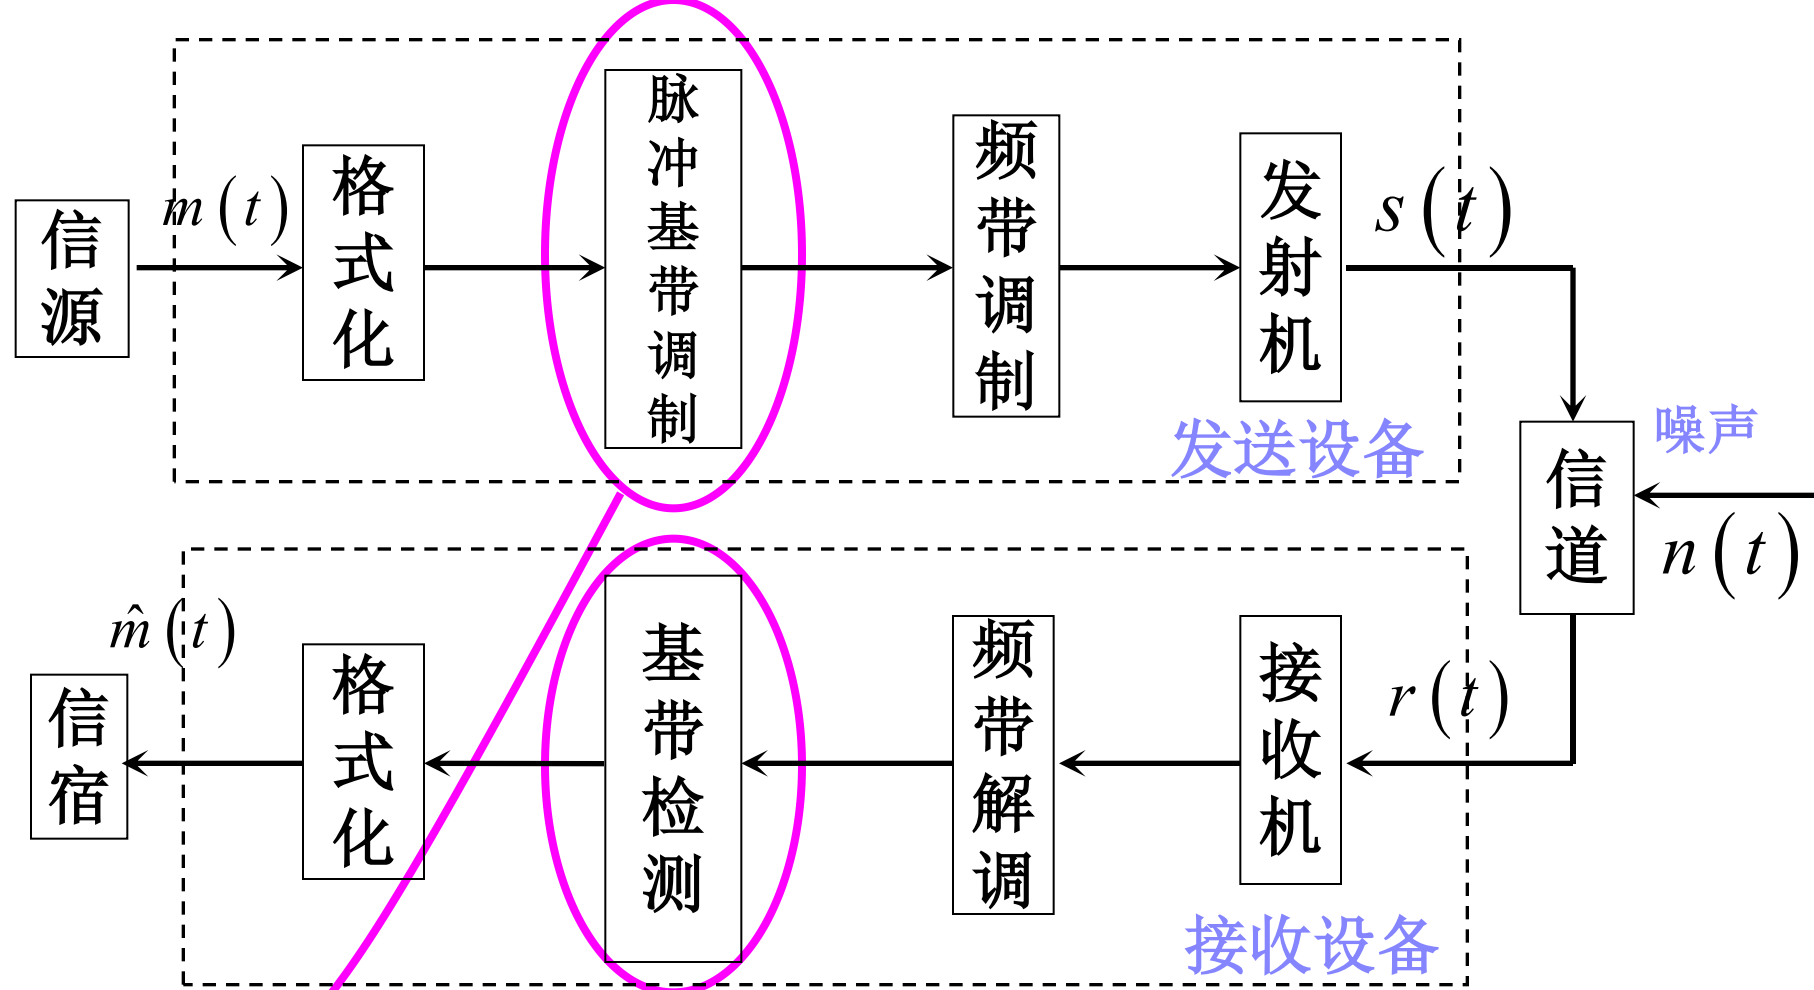 信源
m(t)
格式化
脉冲基带调制
频带调制
发射机
s(t)
发送设备
噪声
信道
n(t)
m̂(t)
信宿
格式化
基带检测
频带解调
接收机
r(t)
接收设备